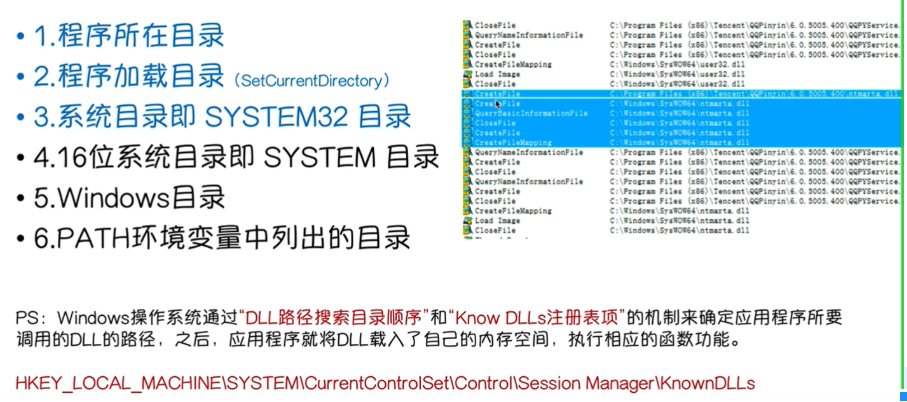 • 1.程序所在目录
• 2.程序加载目录（SetCurrentDirectory）
• 3.系统目录即 SYSTEM32 目录
• 4.16位系统目录即 SYSTEM 目录
• 5.Windows目录
• 6.PATH环境变量中列出的目录
CloseFile C:\Program Files (x86)\Tencent\QQPinyin\6.0.5005.400\QQPYService.
QueryNameInformationFile C:\Program Files (x86)\Tencent\QQPinyin\6.0.5005.400\QQPYService.
CreateFile C:\Program Files (x86)\Tencent\QQPinyin\6.0.5005.400\QQPYService.
CloseFile C:\Program Files (x86)\Tencent\QQPinyin\6.0.5005.400\QQPYService.
CreateFileMapping C:\Windows\SysWOW64\user32.dll
Load Image C:\Windows\SysWOW64\user32.dll
CloseFile C:\Windows\SysWOW64\user32.dll
CreateFile C:\Program Files (x86)\Tencent\QQPinyin\6.0.5005.400\ntmarta.dll
CreateFile C:\Windows\SysWOW64\ntmarta.dll
QueryBasicInformationFile C:\Windows\SysWOW64\ntmarta.dll
CloseFile C:\Windows\SysWOW64\ntmarta.dll
CreateFile C:\Windows\SysWOW64\ntmarta.dll
CreateFileMapping C:\Windows\SysWOW64\ntmarta.dll
QueryNameInformationFile C:\Program Files (x86)\Tencent\QQPinyin\6.0.5005.400\QQPYService.
CreateFile C:\Program Files (x86)\Tencent\QQPinyin\6.0.5005.400\QQPYService.
CloseFile C:\Program Files (x86)\Tencent\QQPinyin\6.0.5005.400\QQPYService.
QueryNameInformationFile C:\Program Files (x86)\Tencent\QQPinyin\6.0.5005.400\QQPYService.
CreateFile C:\Program Files (x86)\Tencent\QQPinyin\6.0.5005.400\QQPYService.
CloseFile C:\Program Files (x86)\Tencent\QQPinyin\6.0.5005.400\QQPYService.
CreateFileMapping C:\Windows\SysWOW64\ntmarta.dll
Load Image C:\Windows\SysWOW64\ntmarta.dll
CloseFile C:\Windows\SysWOW64\ntmarta.dll
PS：Windows操作系统通过“DLL路径搜索目录顺序”和“Know DLLs注册表项”的机制来确定应用程序所要
调用的DLL的路径，之后，应用程序就将DLL载入了自己的内存空间，执行相应的函数功能。
HKEY_LOCAL_MACHINE\SYSTEM\CurrentControlSet\Control\Session Manager\KnownDLLs